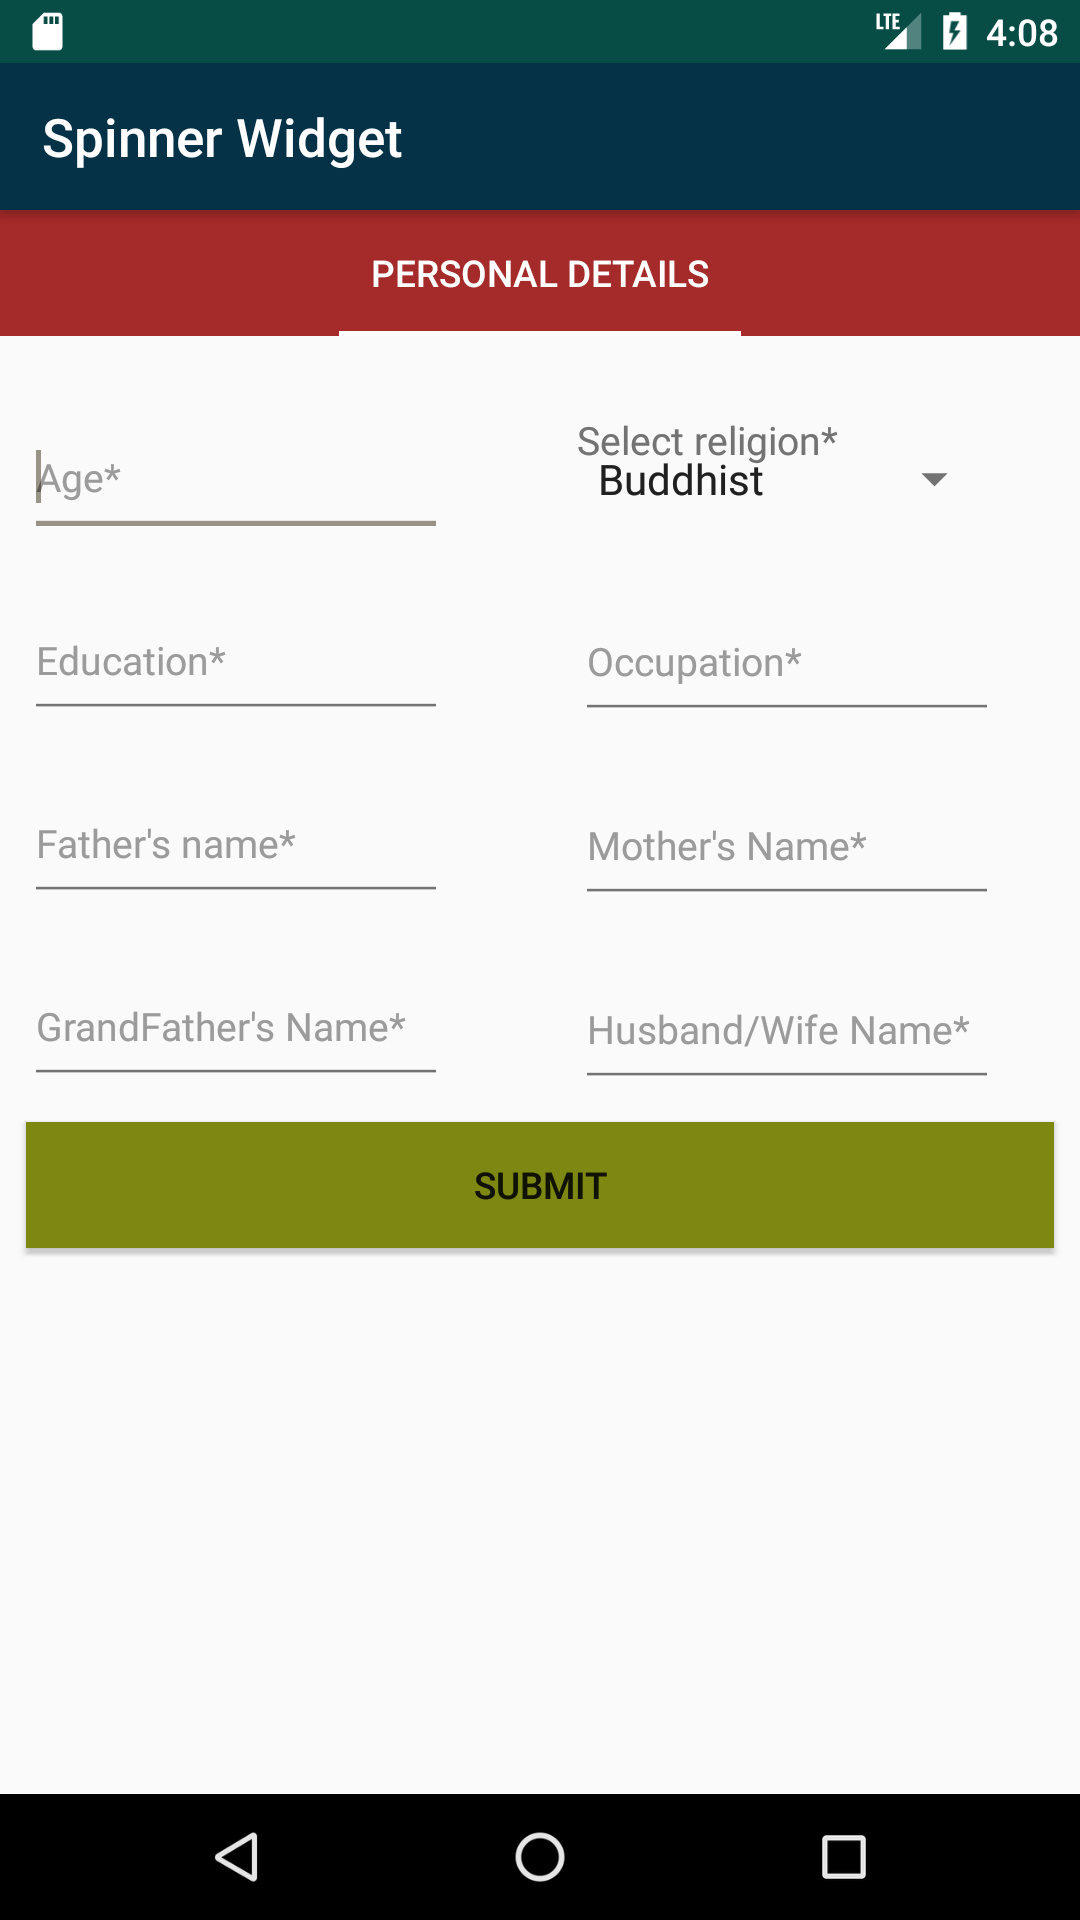 LTE 4:08
Spinner Widget
PERSONAL DETAILS
Age*
Select religion*
Buddhist
Education*
Occupation*
Father's name*
Mother's Name*
GrandFather's Name*
Husband/Wife Name*
SUBMIT